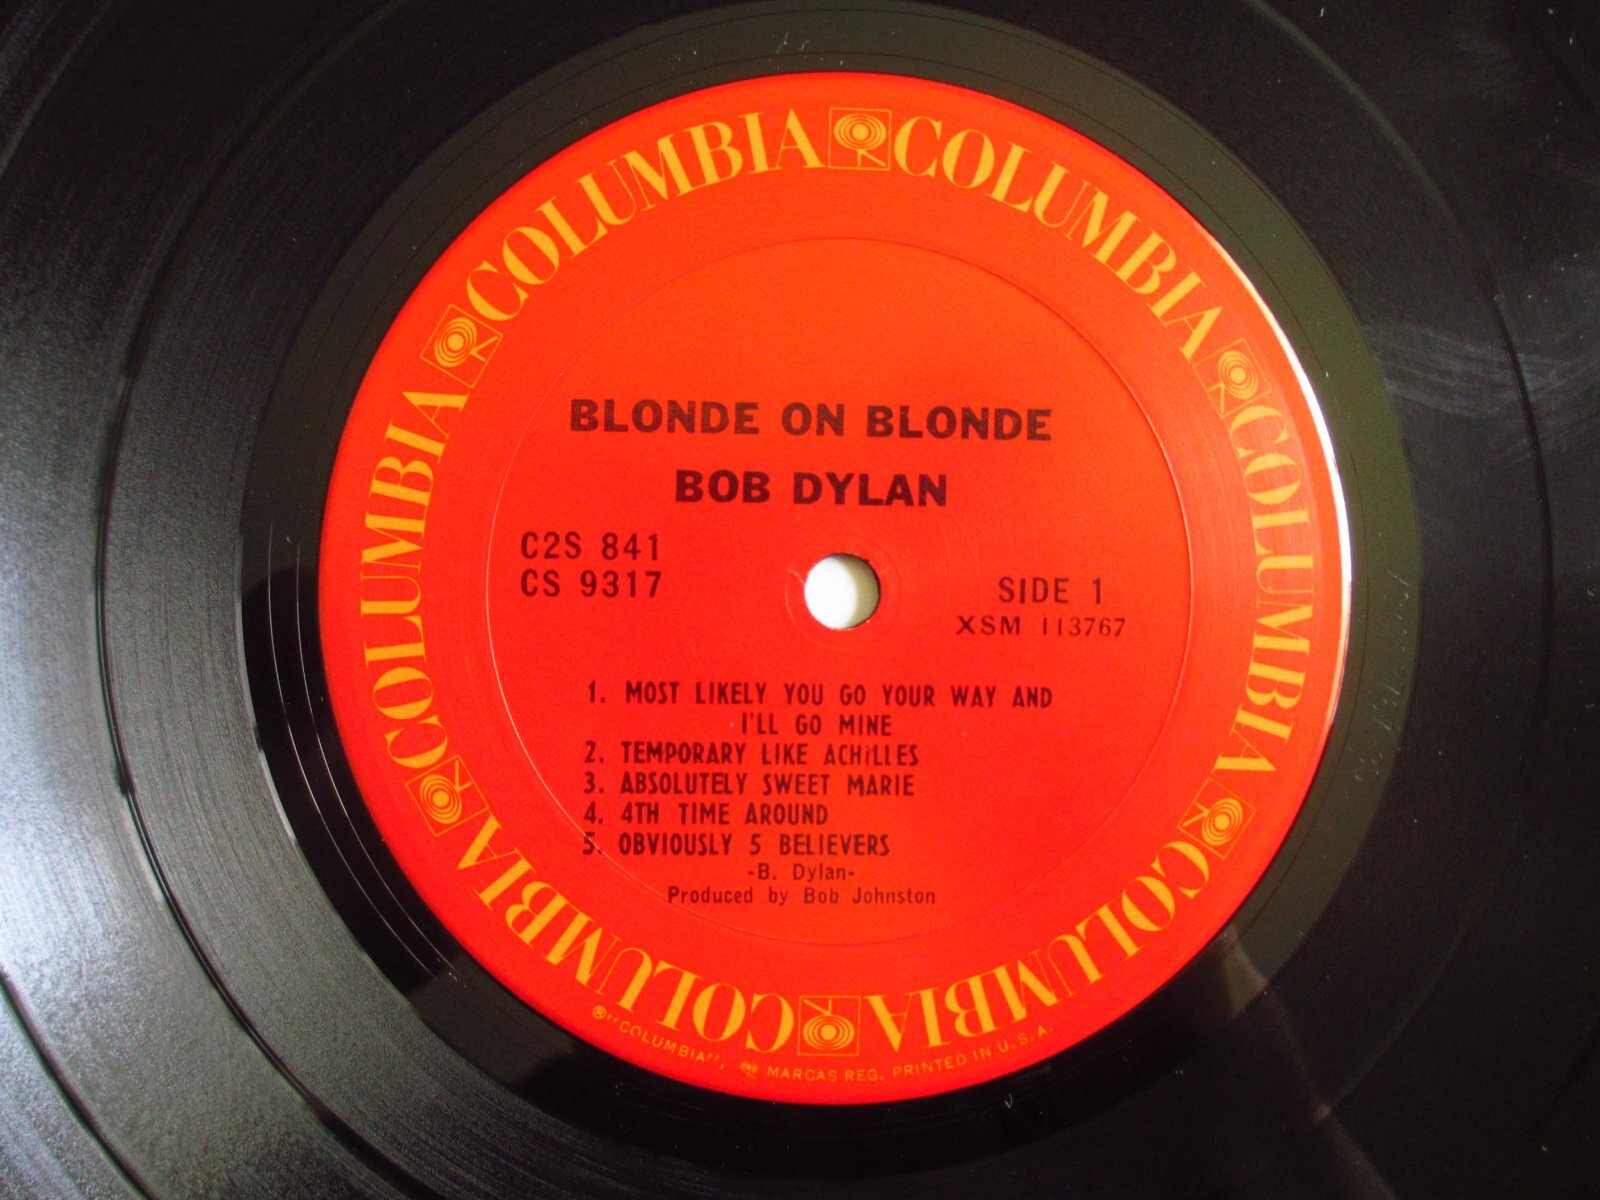 COLUMBIA COLUMBIA COLUMBIA COLUMBIA COLUMBIA COLUMBIA
BLONDE ON BLONDE
BOB DYLAN
C2S 841
CS 9317
SIDE 1
XSM 113767
1. MOST LIKELY YOU GO YOUR WAY AND
I'LL GO MINE
2. TEMPORARY LIKE ACHILLES
3. ABSOLUTELY SWEET MARIE
4. 4TH TIME AROUND
5. OBVIOUSLY 5 BELIEVERS
-B. Dylan-
Produced by Bob Johnston
®"COLUMBIA", MARCAS REG. PRINTED IN U.S.A.